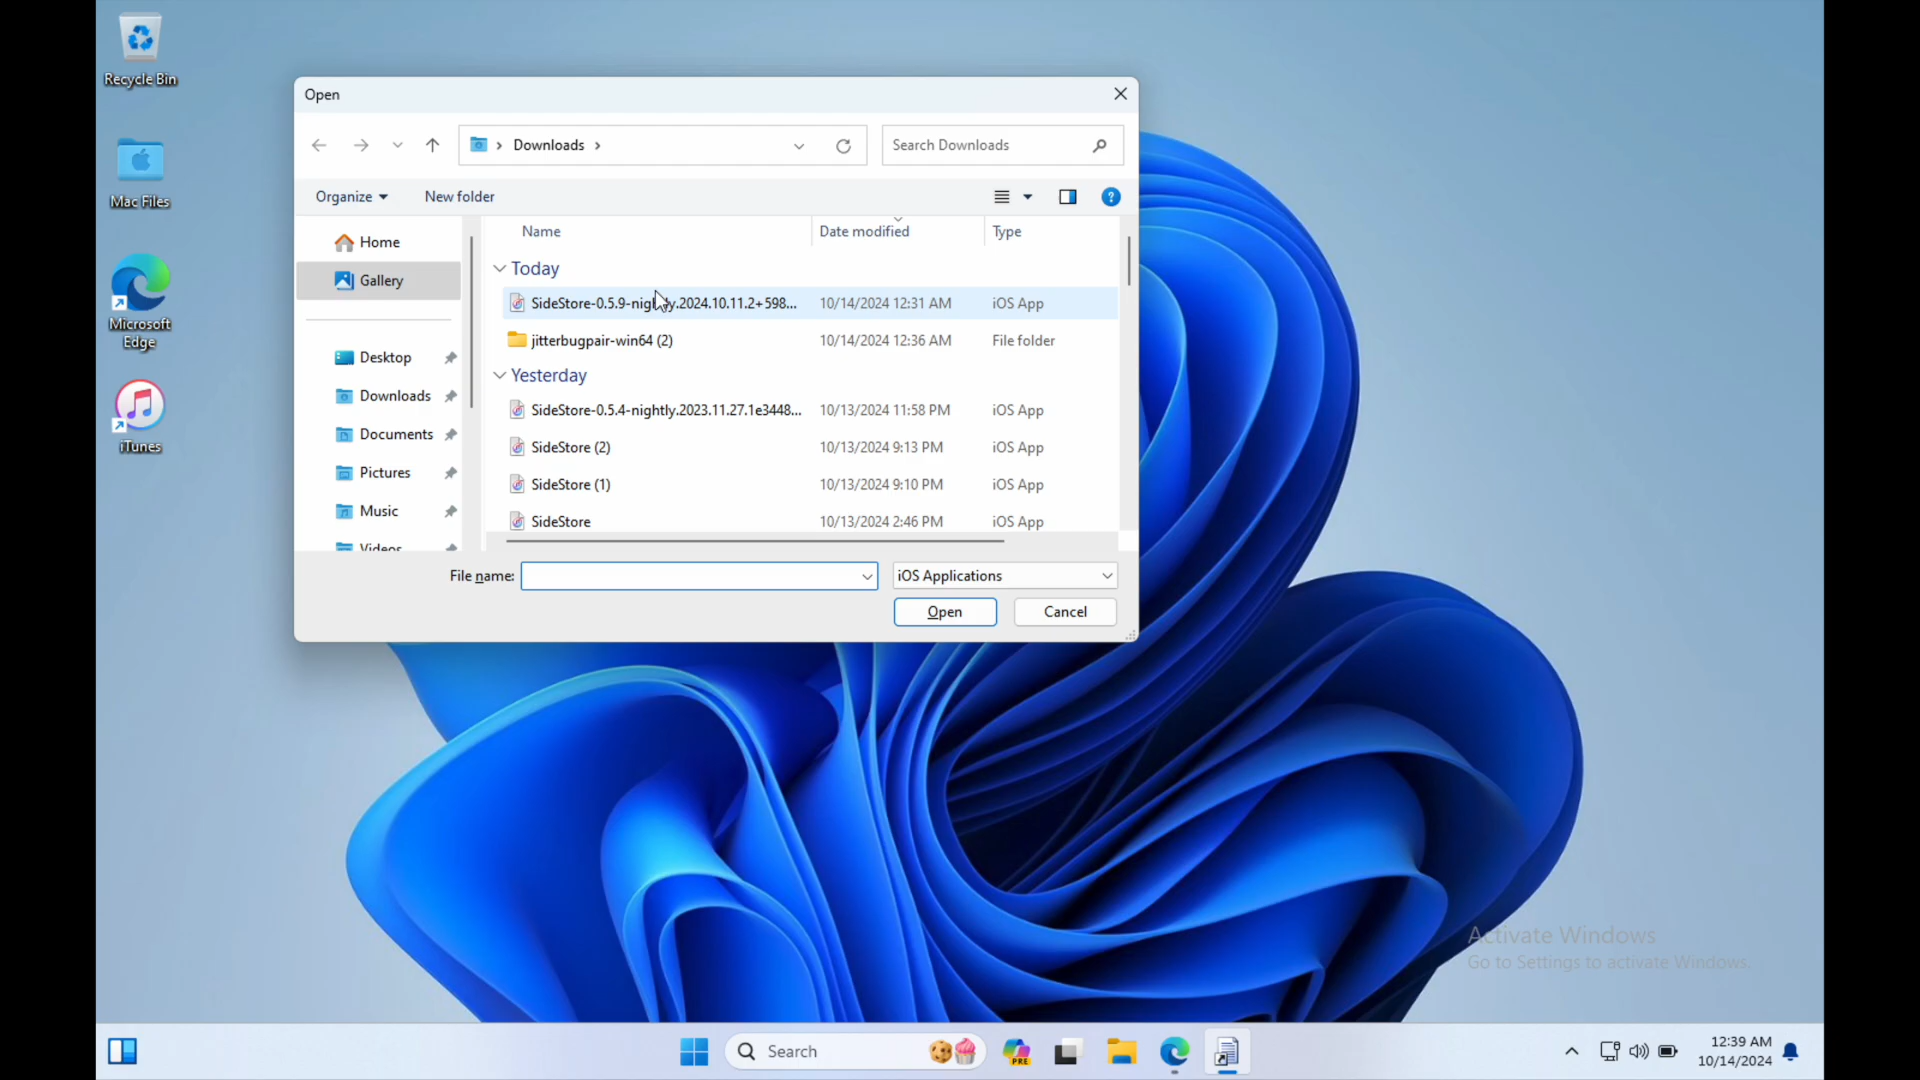 Recycle Bin
Mac Files
Microsoft
Edge
iTunes
Open
Downloads
Search Downloads
Organize
New folder
Home
Gallery
Desktop
Downloads
Documents
Pictures
Music
Videos
Name Date modified Type
Today
SideStore-0.5.9-nightly.2024.10.11.2+598... 10/14/2024 12:31 AM iOS App
jitterbugpair-win64 (2) 10/14/2024 12:36 AM File folder
Yesterday
SideStore-0.5.4-nightly.2023.11.27.1e3448... 10/13/2024 11:58 PM iOS App
SideStore (2) 10/13/2024 9:13 PM iOS App
SideStore (1) 10/13/2024 9:10 PM iOS App
SideStore 10/13/2024 2:46 PM iOS App
File name: iOS Applications
Open Cancel
Activate Windows
Go to Settings to activate Windows.
Search
PRE
12:39 AM
10/14/2024